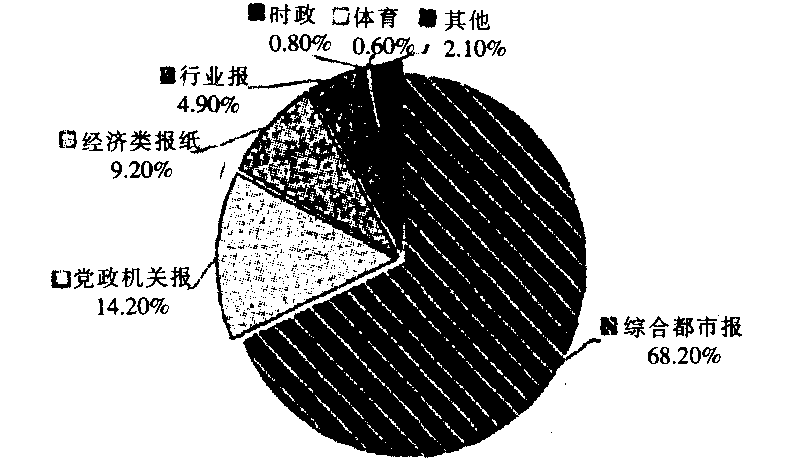 时政 体育 其他
0.80% 0.60% 2.10%
行业报
4.90%
经济类报纸
9.20%
党政机关报
14.20%
综合都市报
68.20%